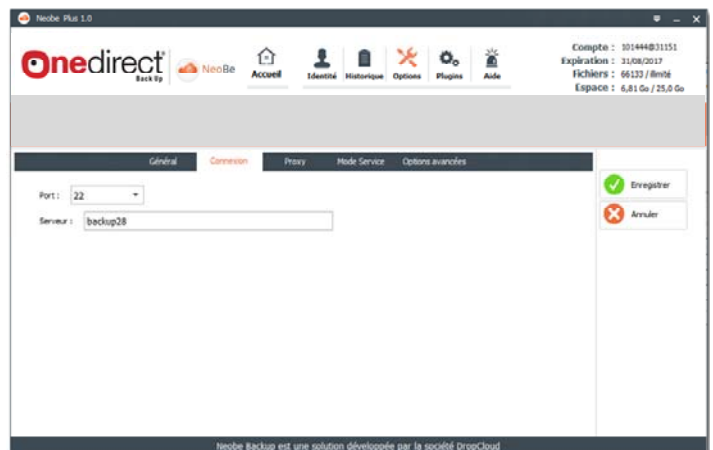 Neobe Plus 1.0
Onedirect
Back Up
NeoBe
Accueil
Identité
Historique
Options
Plugins
Aide
Compte : 101444@31151
Expiration : 31/08/2017
Fichiers : 66133 / illimité
Espace : 6,81 Go / 25,0 Go
Général
Connexion
Proxy
Mode Service
Options avancées
Port : 22
Serveur : backup28
Enregistrer
Annuler
Neobe Backup est une solution développée par la société DropCloud